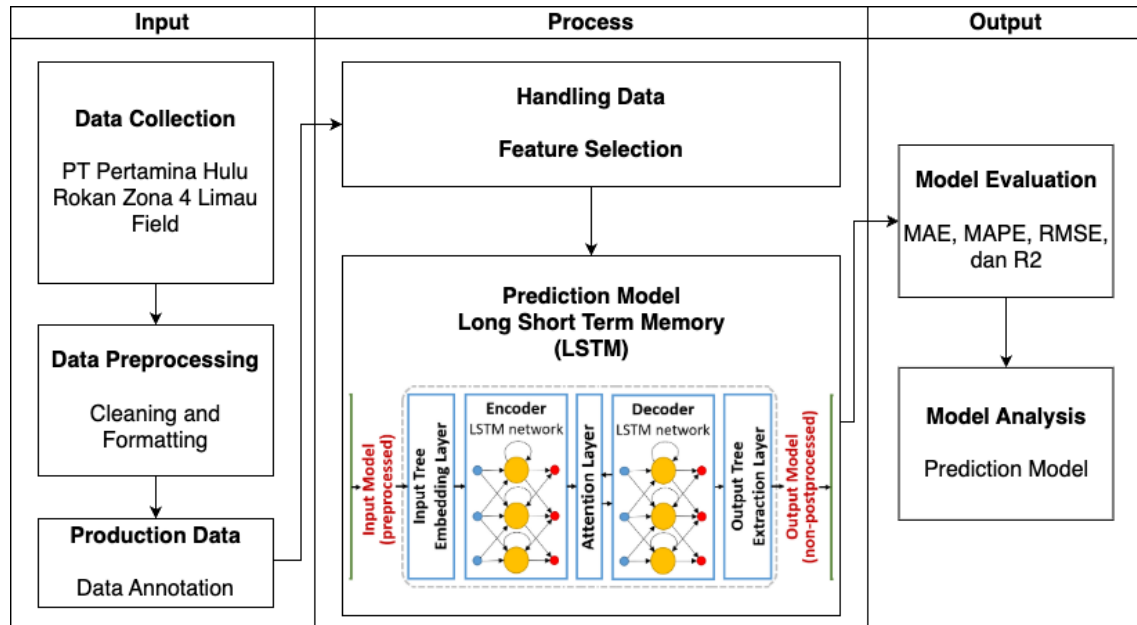 Input
Process
Output
Data Collection
PT Pertamina Hulu
Rokan Zona 4 Limau
Field
Data Preprocessing
Cleaning and
Formatting
Production Data
Data Annotation
Handling Data
Feature Selection
Prediction Model
Long Short Term Memory
(LSTM)
Input Model
(preprocessed)
Input Tree
Embedding Layer
Encoder
LSTM network
Attention Layer
Decoder
LSTM network
Output Tree
Extraction Layer
Output Model
(non-postprocessed)
Model Evaluation
MAE, MAPE, RMSE,
dan R2
Model Analysis
Prediction Model